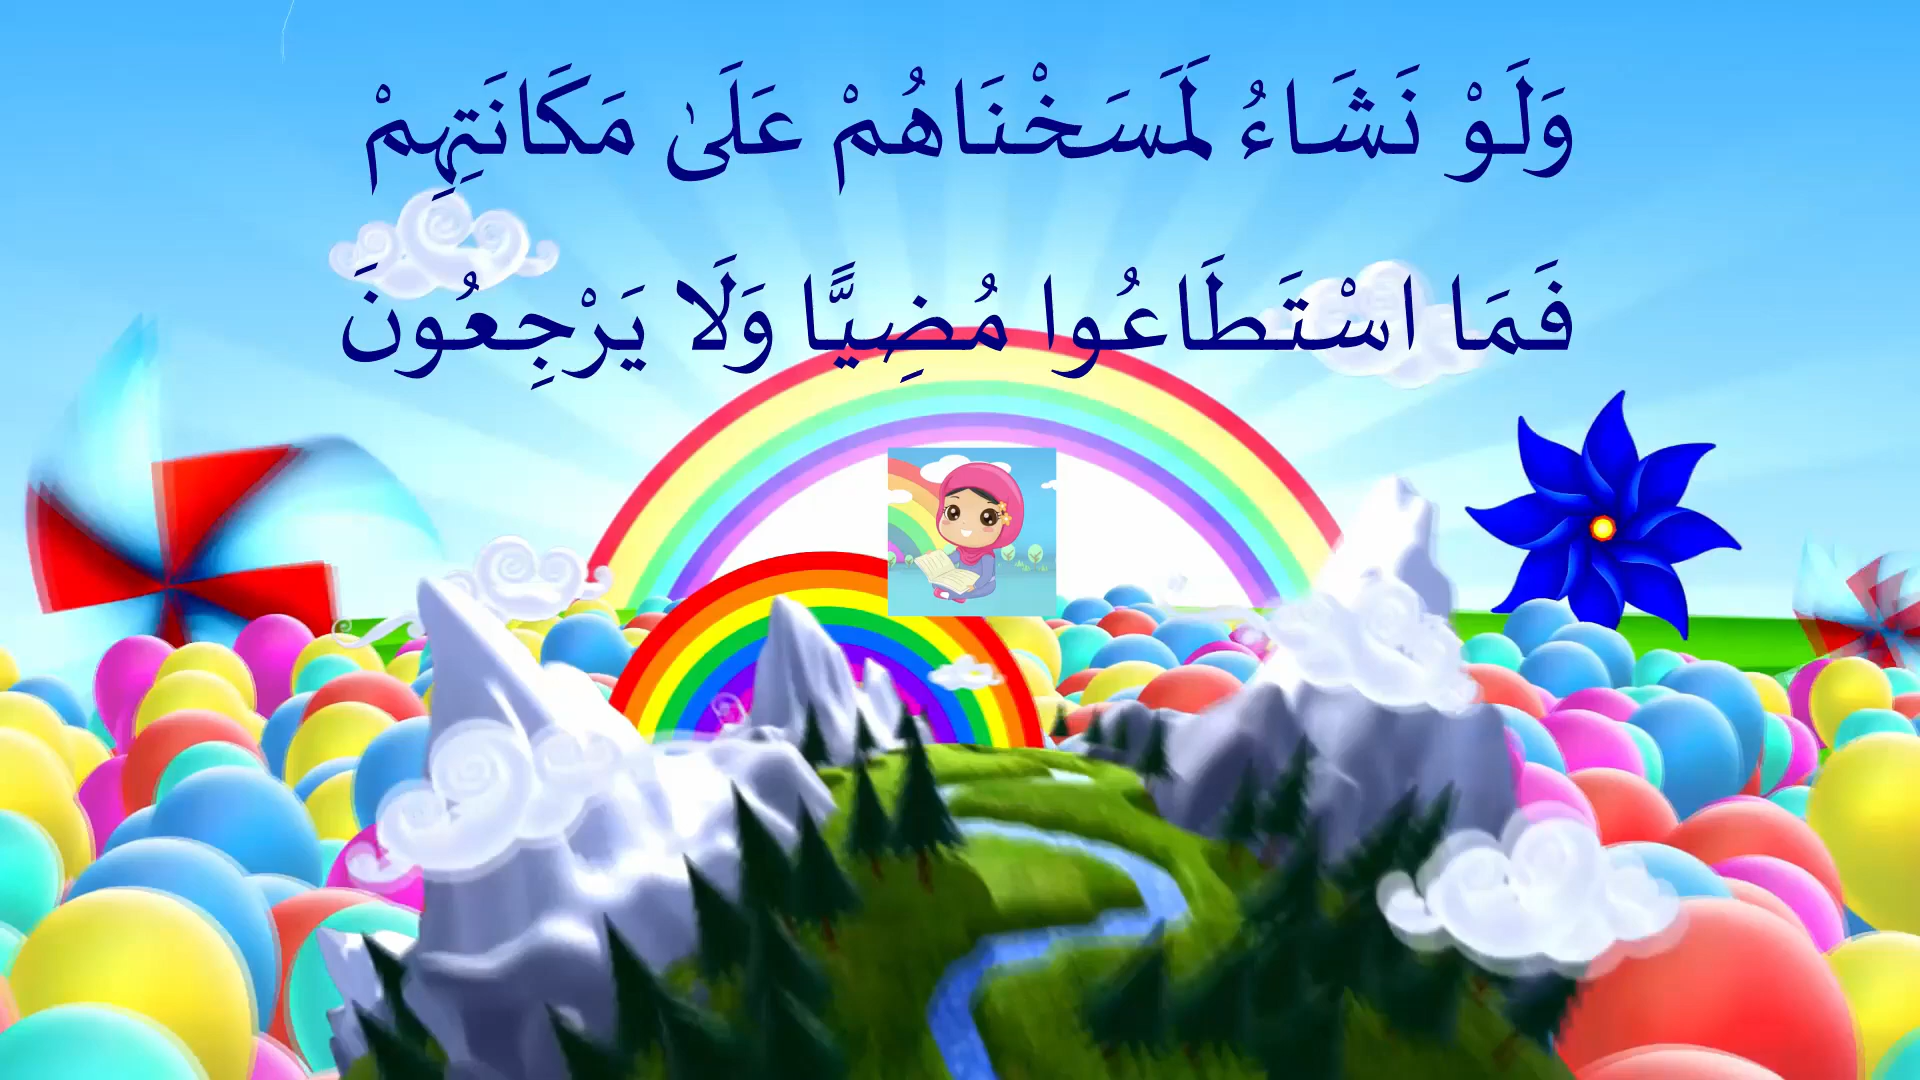 وَلَوْ نَشَاءُ لَمَسَخْنَاهُمْ عَلَىٰ مَكَانَتِهِمْ
فَمَا اسْتَطَاعُوا مُضِيًّا وَلَا يَرْجِعُونَ